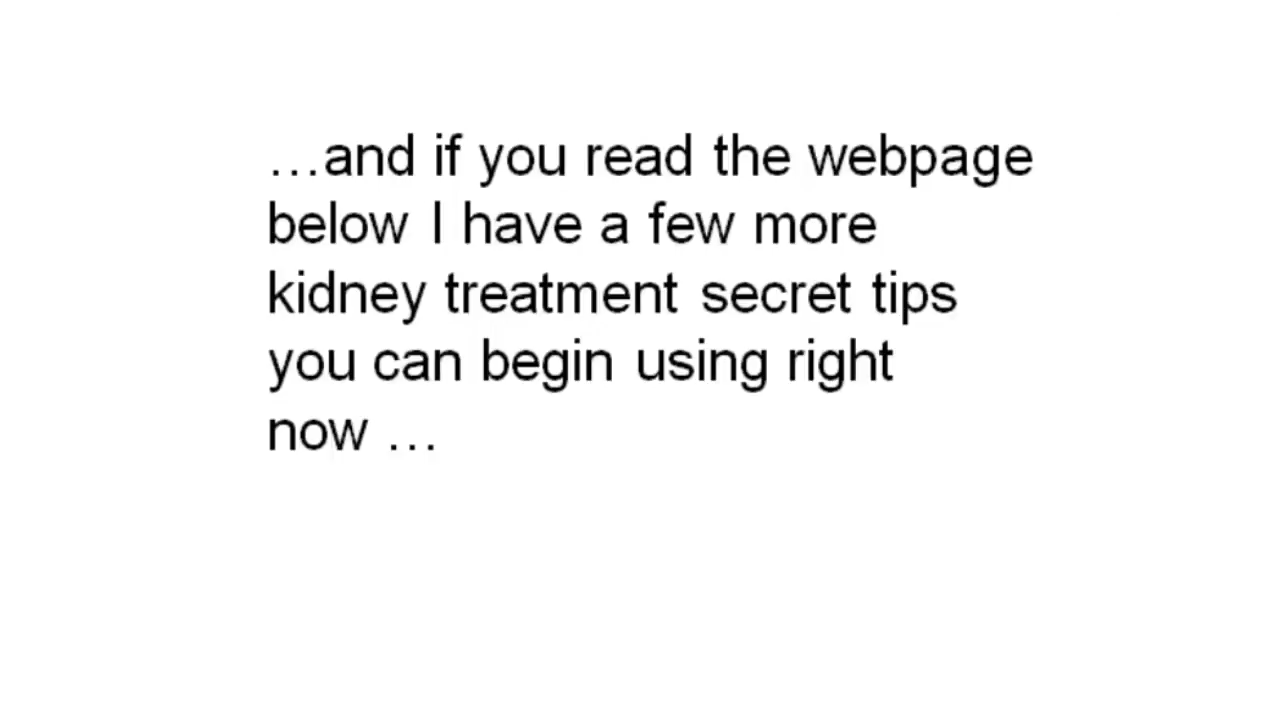 …and if you read the webpage
below I have a few more
kidney treatment secret tips
you can begin using right
now …